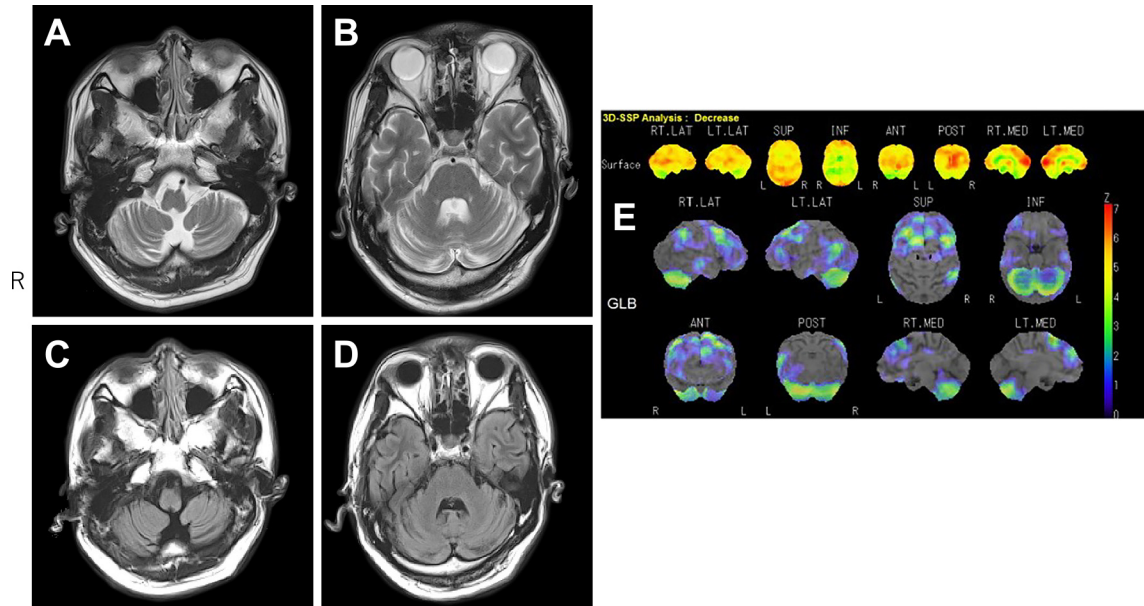 A
B
R
C
D
3D-SSP Analysis : Decrease
RT.LAT LT.LAT SUP INF ANT POST RT.MED LT.MED
Surface
L R R L R L L R
RT.LAT LT.LAT SUP INF
E
L R R L
GLB
ANT POST RT.MED LT.MED
R L L R
Z
7
6
5
4
3
2
1
0